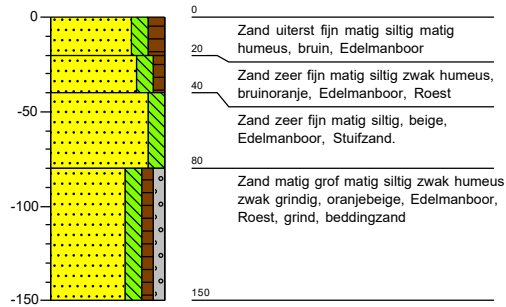 0
-50
-100
-150
0
Zand uiterst fijn matig siltig matig
humeus, bruin, Edelmanboor
20
Zand zeer fijn matig siltig zwak humeus,
bruinoranje, Edelmanboor, Roest
40
Zand zeer fijn matig siltig, beige,
Edelmanboor, Stuifzand.
80
Zand matig grof matig siltig zwak humeus
zwak grindig, oranjebeige, Edelmanboor,
Roest, grind, beddingzand
150